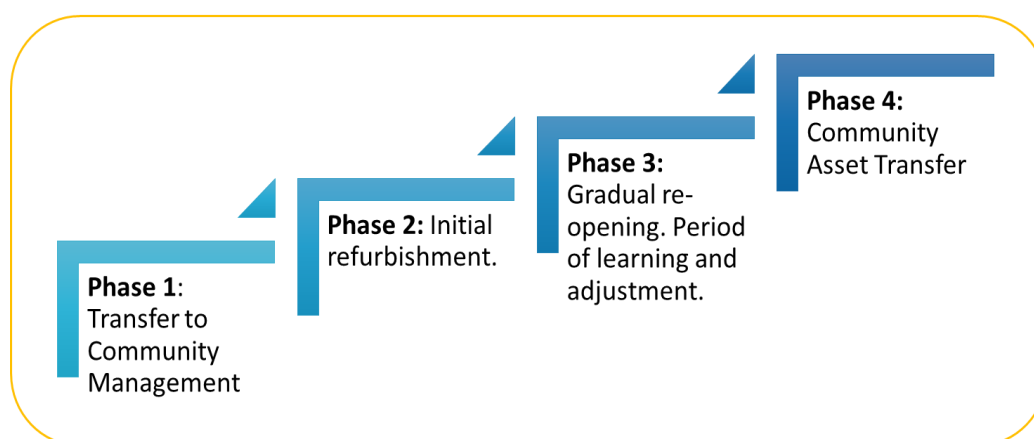 Phase 1:
Transfer to
Community
Management
Phase 2: Initial
refurbishment.
Phase 3:
Gradual re-
opening. Period
of learning and
adjustment.
Phase 4:
Community
Asset Transfer